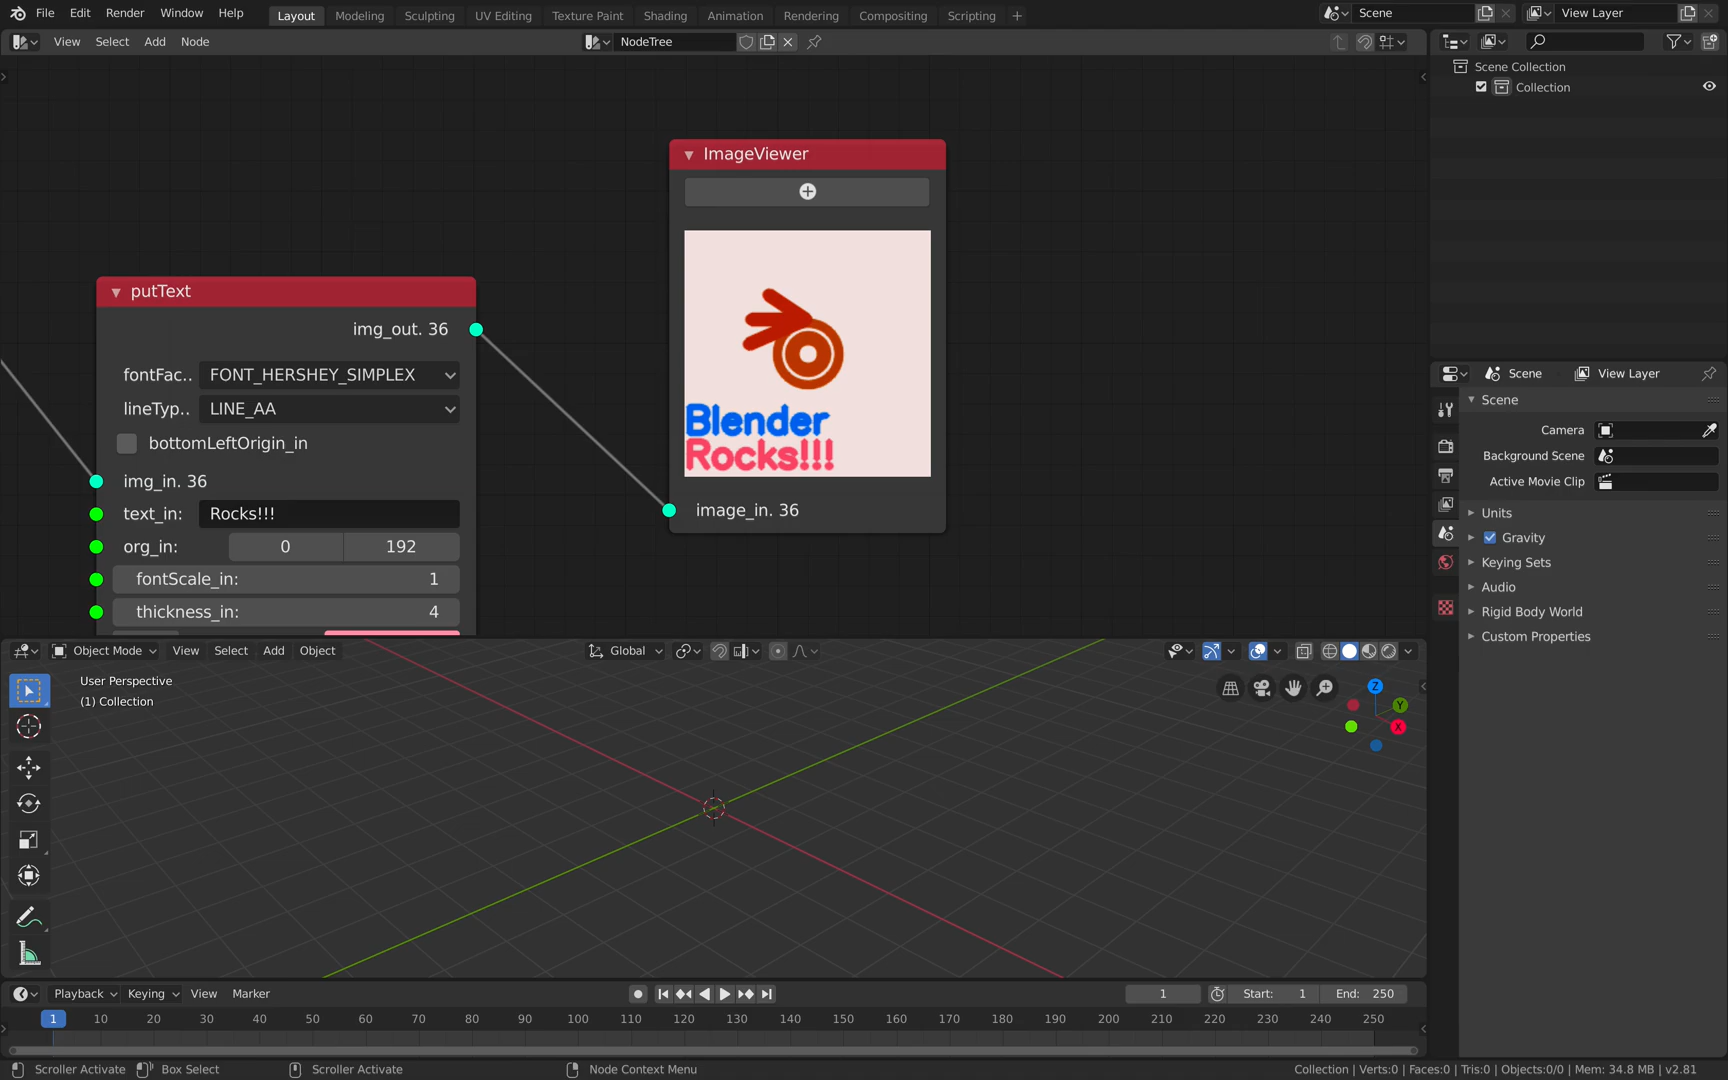 File Edit Render Window Help Layout Modeling Sculpting UV Editing Texture Paint Shading Animation Rendering Compositing Scripting + Scene View Layer
View Select Add Node NodeTree
Scene Collection
Collection
ImageViewer
Blender
Rocks!!!
image_in. 36
putText
img_out. 36
fontFac.. FONT_HERSHEY_SIMPLEX
lineTyp.. LINE_AA
bottomLeftOrigin_in
img_in. 36
text_in: Rocks!!!
org_in: 0 192
fontScale_in: 1
thickness_in: 4
Scene View Layer
Scene
Camera
Background Scene
Active Movie Clip
Units
Gravity
Keying Sets
Audio
Rigid Body World
Custom Properties
Object Mode View Select Add Object Global
User Perspective
(1) Collection
Z
Y
X
Playback Keying View Marker 1 Start: 1 End: 250
1 10 20 30 40 50 60 70 80 90 100 110 120 130 140 150 160 170 180 190 200 210 220 230 240 250
Scroller Activate Box Select Scroller Activate Node Context Menu Collection | Verts:0 | Faces:0 | Tris:0 | Objects:0/0 | Mem: 34.8 MB | v2.81